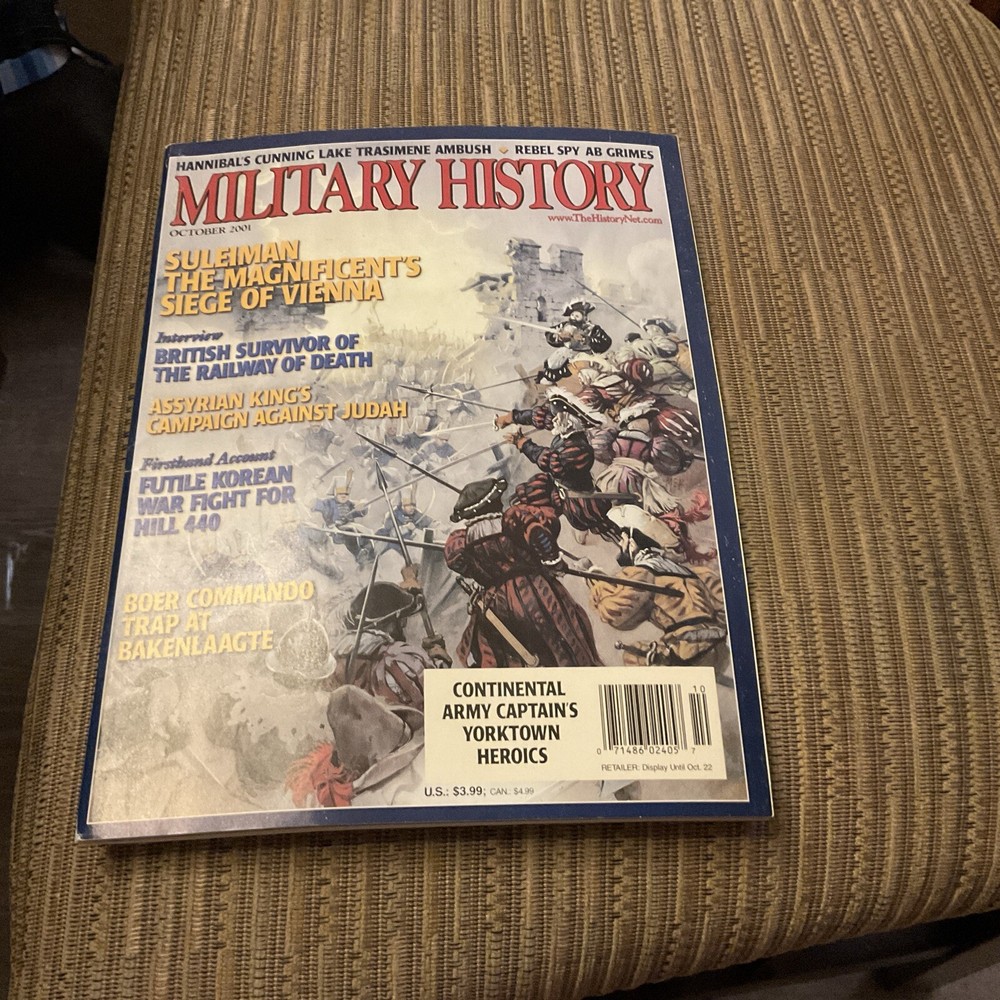 HANNIBAL'S CUNNING LAKE TRASIMENE AMBUSH ◆ REBEL SPY AB GRIMES
MILITARY HISTORY
www.TheHistoryNet.com
OCTOBER 2001
SULEIMAN
THE MAGNIFICENT'S
SIEGE OF VIENNA
Interview
BRITISH SURVIVOR OF
THE RAILWAY OF DEATH
ASSYRIAN KING'S
CAMPAIGN AGAINST JUDAH
Firsthand Account
FUTILE KOREAN
WAR FIGHT FOR
HILL 440
BOER COMMANDO
TRAP AT
BAKENLAAGTE
CONTINENTAL
ARMY CAPTAIN'S
YORKTOWN
HEROICS
10
0 71486 02405 7
RETAILER: Display Until Oct. 22
U.S.: $3.99; CAN.: $4.99